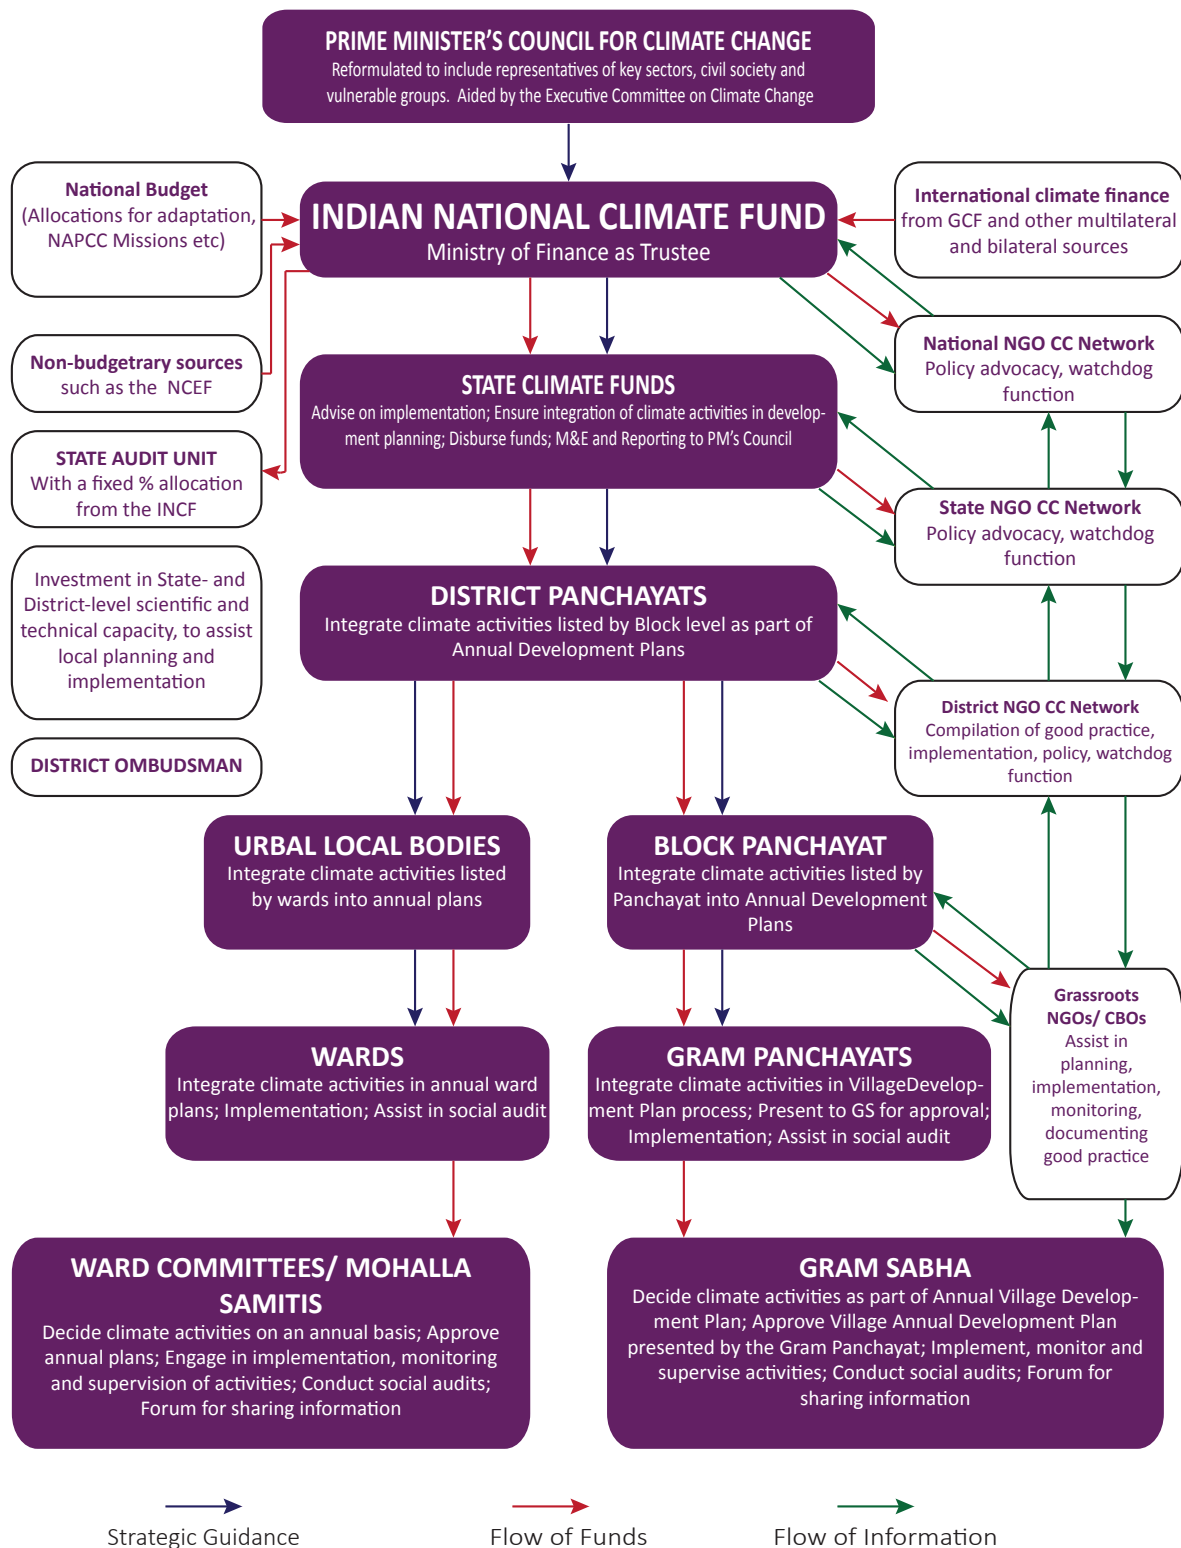 PRIME MINISTER'S COUNCIL FOR CLIMATE CHANGE
Reformulated to include representatives of key sectors, civil society and
vulnerable groups. Aided by the Executive Committee on Climate Change
National Budget
(Allocations for adaptation,
NAPCC Missions etc)
INDIAN NATIONAL CLIMATE FUND
Ministry of Finance as Trustee
International climate finance
from GCF and other multilateral
and bilateral sources
Non-budgetrary sources
such as the NCEF
National NGO CC Network
Policy advocacy, watchdog
function
STATE CLIMATE FUNDS
Advise on implementation; Ensure integration of climate activities in develop-
ment planning; Disburse funds; M&E and Reporting to PM's Council
STATE AUDIT UNIT
With a fixed % allocation
from the INCF
State NGO CC Network
Policy advocacy, watchdog
function
Investment in State- and
District-level scientific and
technical capacity, to assist
local planning and
implementation
DISTRICT PANCHAYATS
Integrate climate activities listed by Block level as part of
Annual Development Plans
District NGO CC Network
Compilation of good practice,
implementation, policy, watchdog
function
DISTRICT OMBUDSMAN
URBAL LOCAL BODIES
Integrate climate activities listed
by wards into annual plans
BLOCK PANCHAYAT
Integrate climate activities listed by
Panchayat into Annual Development
Plans
Grassroots
NGOs/ CBOs
Assist in
planning,
implementation,
monitoring,
documenting
good practice
WARDS
Integrate climate activities in annual ward
plans; Implementation; Assist in social audit
GRAM PANCHAYATS
Integrate climate activities in VillageDevelop-
ment Plan process; Present to GS for approval;
Implementation; Assist in social audit
WARD COMMITTEES/ MOHALLA
SAMITIS
Decide climate activities on an annual basis; Approve
annual plans; Engage in implementation, monitoring
and supervision of activities; Conduct social audits;
Forum for sharing information
GRAM SABHA
Decide climate activities as part of Annual Village Develop-
ment Plan; Approve Village Annual Development Plan
presented by the Gram Panchayat; Implement, monitor and
supervise activities; Conduct social audits; Forum for
sharing information
Strategic Guidance
Flow of Funds
Flow of Information